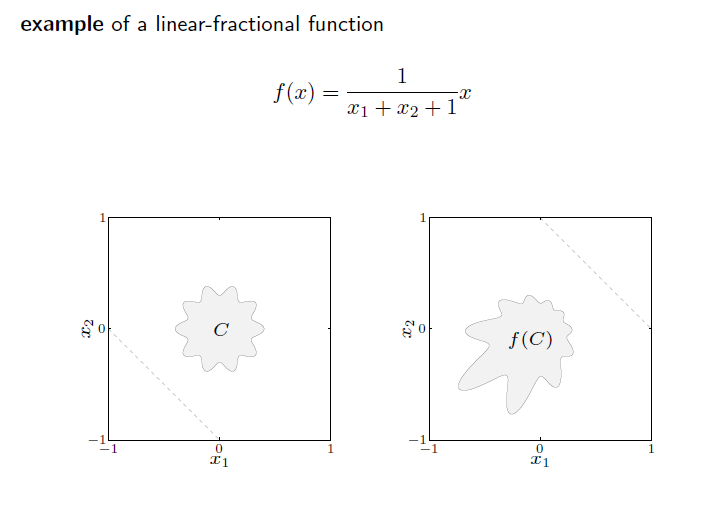 example of a linear-fractional function
f(x) = \frac{1}{x_1 + x_2 + 1} x
1
x_2
0
C
−1
−1
0
1
x_1
1
x_2
0
f(C)
−1
−1
0
1
x_1